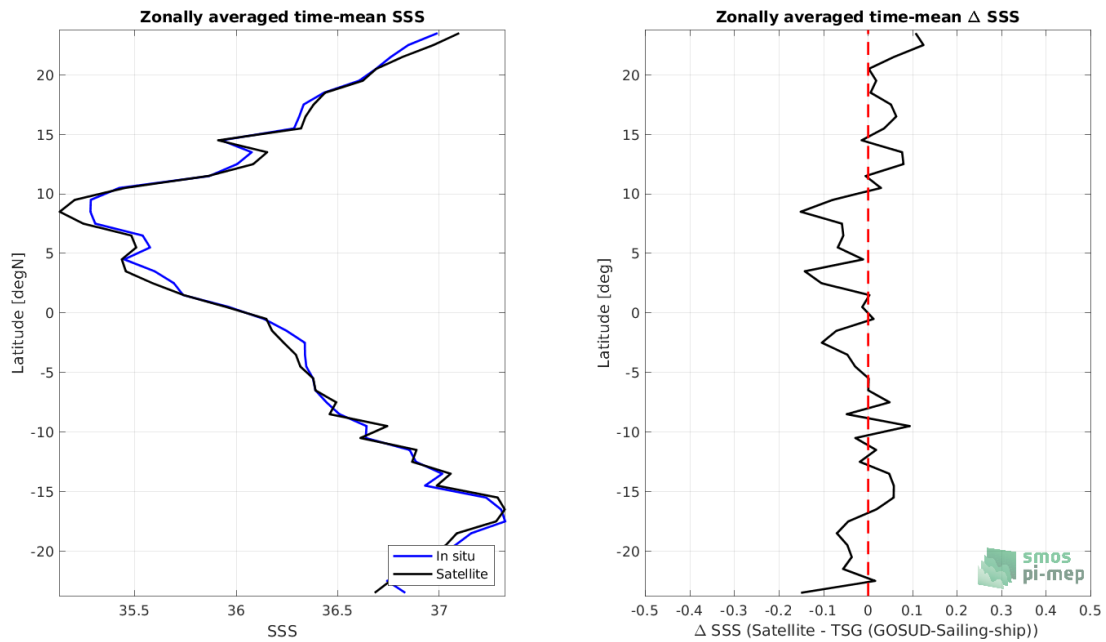 Zonally averaged time-mean SSS
Latitude [degN]
20
15
10
5
0
-5
-10
-15
-20
35.5 36 36.5 37
SSS
In situ
Satellite
Zonally averaged time-mean Δ SSS
Latitude [deg]
20
15
10
5
0
-5
-10
-15
-20
-0.5 -0.4 -0.3 -0.2 -0.1 0 0.1 0.2 0.3 0.4 0.5
Δ SSS (Satellite - TSG (GOSUD-Sailing-ship))
smos
pi-mep